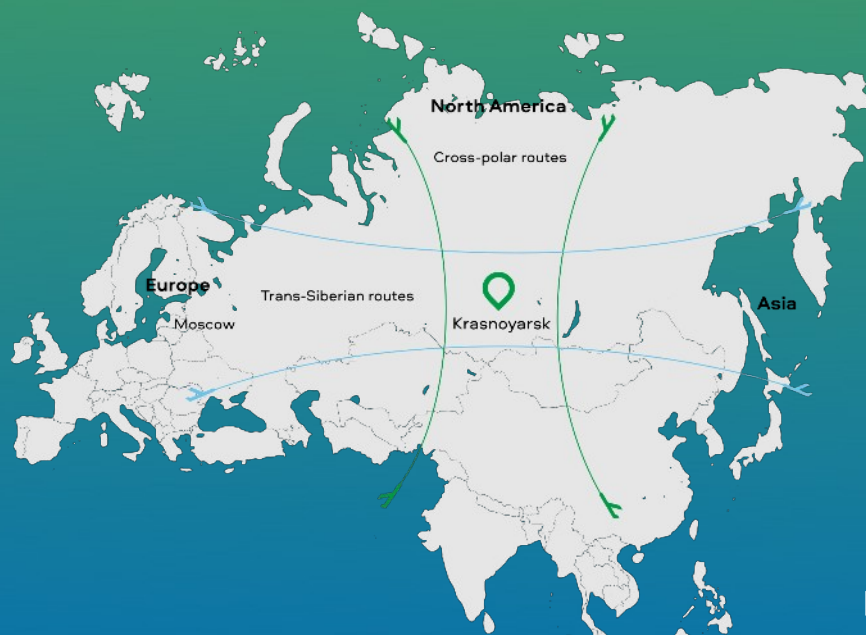 North America
Cross-polar routes
Europe
Trans-Siberian routes
Asia
Moscow
Krasnoyarsk